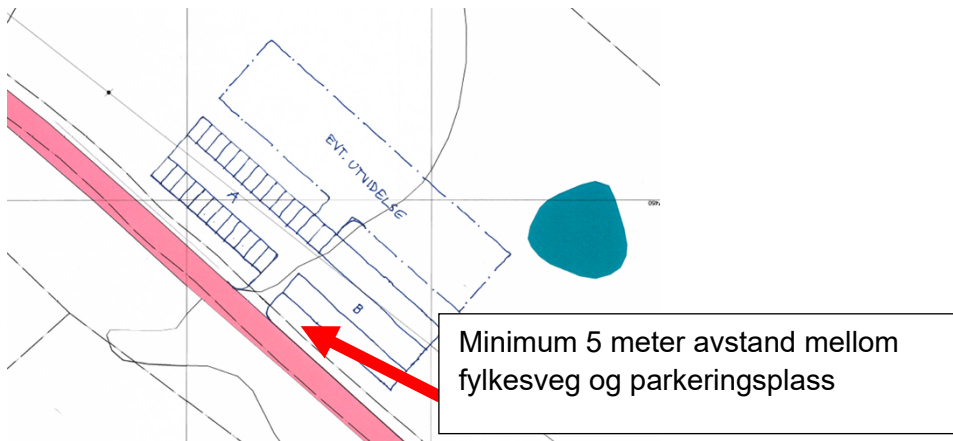 EVT. UTVIDELSE
A
B
Minimum 5 meter avstand mellom
fylkesveg og parkeringsplass